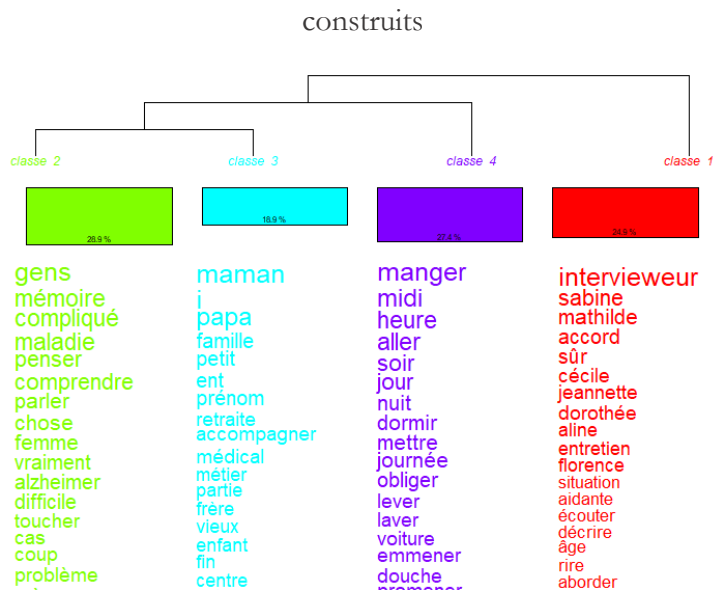 construits
classe 2
classe 3
classe 4
classe 1
18.9 %
27.4 %
24.9 %
gens
mémoire
compliqué
maladie
penser
comprendre
parler
chose
femme
vraiment
alzheimer
difficile
toucher
cas
coup
problème
maman
papa
famille
petit
ent
prénom
retraite
accompagner
médical
métier
partie
frère
vieux
enfant
fin
centre
manger
midi
heure
aller
soir
jour
nuit
dormir
mettre
journée
obliger
lever
laver
voiture
emmener
douche
promener
intervieweur
sabine
mathilde
accord
sûr
cécile
jeannette
dorothée
aline
entretien
florence
situation
aidante
écouter
décrire
âge
rire
aborder